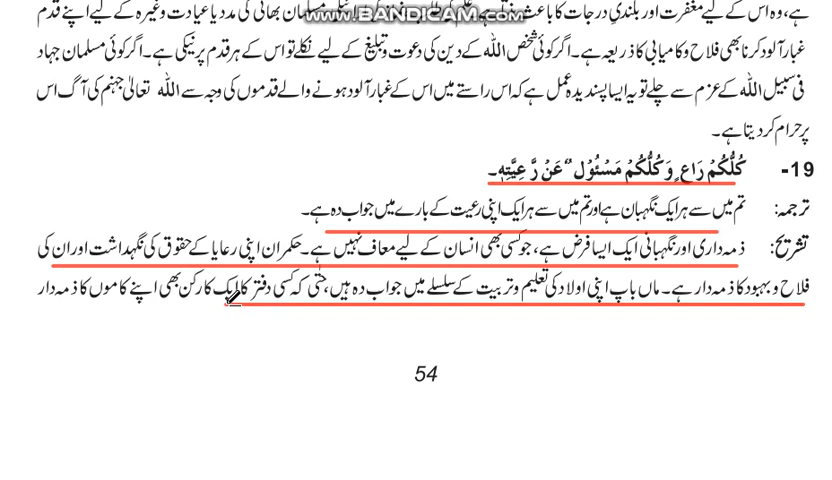 ہے، وہ اس کے لیے مغفرت اور بلندیِ درجات کا باعث بنتا ہے۔ مسلمان بھائی کی مدد یا عیادت وغیرہ کے لیے اپنے قدم
www.BANDICAM.com
غبار آلود کرنا بھی فلاح و کامیابی کا ذریعہ ہے۔ اگر کوئی شخص اللہ کے دین کی دعوت و تبلیغ کے لیے نکلے تو اس کے ہر قدم پر نیکی ہے۔ اگر کوئی مسلمان جہاد
فی سبیل اللہ کے عزم سے چلے تو یہ ایسا پسندیدہ عمل ہے کہ اس راستے میں اس کے غبار آلود ہونے والے قدموں کی وجہ سے اللہ تعالیٰ جہنم کی آگ اس
پر حرام کر دیتا ہے۔
19- كُلُّكُمْ رَاعٍ وَكُلُّكُمْ مَسْئُوْلٌ عَنْ رَّعِيَّتِهٖ۔
ترجمہ: تم میں سے ہر ایک نگہبان ہے اور تم میں سے ہر ایک اپنی رعیت کے بارے میں جواب دہ ہے۔
تشریح: ذمہ داری اور نگہبانی ایک ایسا فرض ہے، جو کسی بھی انسان کے لیے معاف نہیں ہے۔ حکمران اپنی رعایا کے حقوق کی نگہداشت اور ان کی
فلاح و بہبود کا ذمہ دار ہے۔ ماں باپ اپنی اولاد کی تعلیم و تربیت کے سلسلے میں جواب دہ ہیں، حتّٰی کہ کسی دفتر کا ایک کارکن بھی اپنے کاموں کا ذمہ دار
54